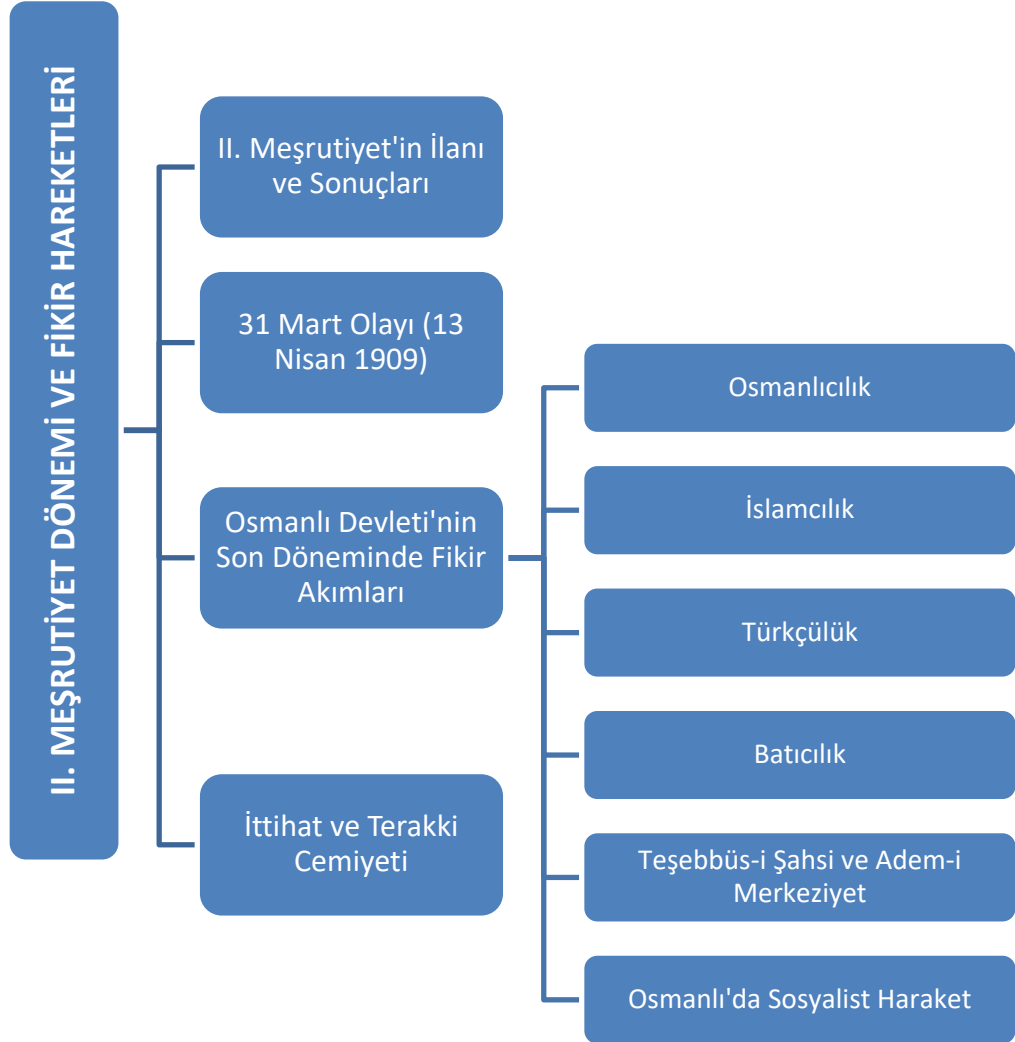 II. MEŞRUTİYET DÖNEMİ VE FİKİR HAREKETLERİ
II. Meşrutiyet'in İlanı
ve Sonuçları
31 Mart Olayı (13
Nisan 1909)
Osmanlı Devleti'nin
Son Döneminde Fikir
Akımları
Osmanlıcılık
İslamcılık
Türkçülük
Batıcılık
Teşebbüs-i Şahsi ve Adem-i
Merkeziyet
Osmanlı'da Sosyalist Haraket
İttihat ve Terakki
Cemiyeti